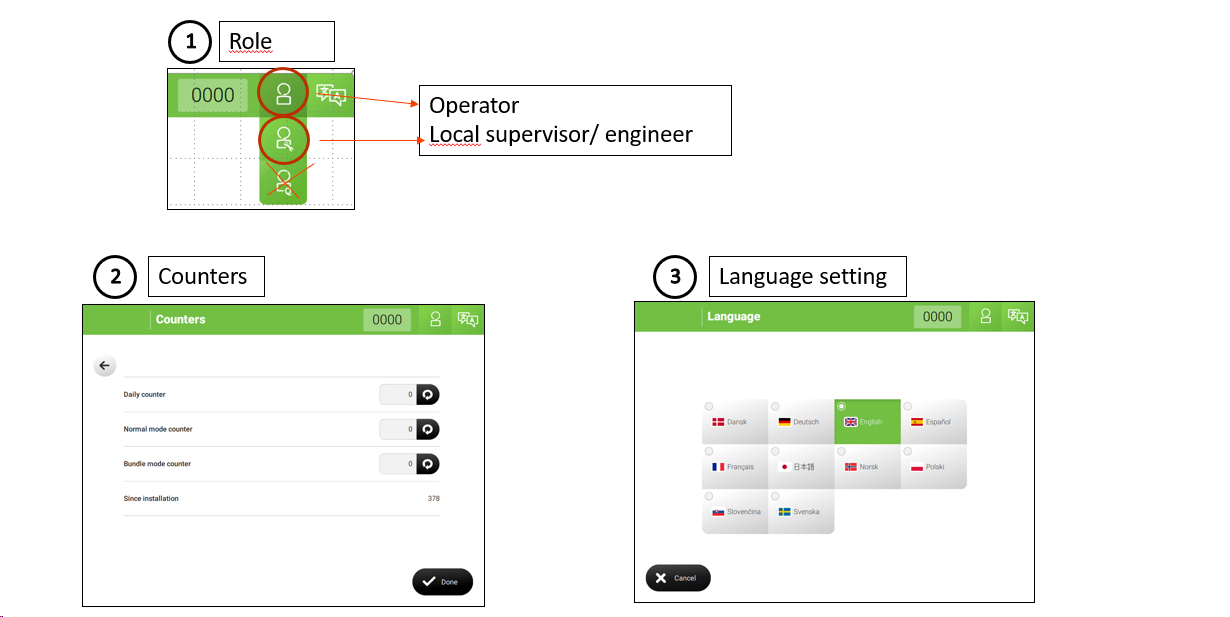 1
Role
0000
Operator
Local supervisor/ engineer
2
Counters
Counters
0000
Daily counter
0
Normal mode counter
0
Bundle mode counter
0
Since installation
378
Done
3
Language setting
Language
0000
Dansk
Deutsch
English
Español
Français
日本語
Norsk
Polski
Slovenčina
Svenska
Cancel